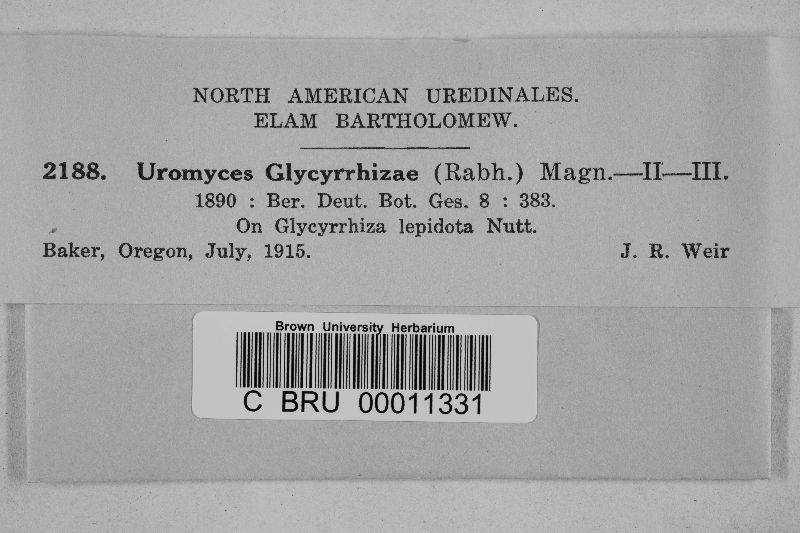 NORTH AMERICAN UREDINALES.
ELAM BARTHOLOMEW.
2188. Uromyces Glycyrrhizae (Rabh.) Magn.—II—III.
1890 : Ber. Deut. Bot. Ges. 8 : 383.
On Glycyrrhiza lepidota Nutt.
Baker, Oregon, July, 1915. J. R. Weir
Brown University Herbarium
C BRU 00011331